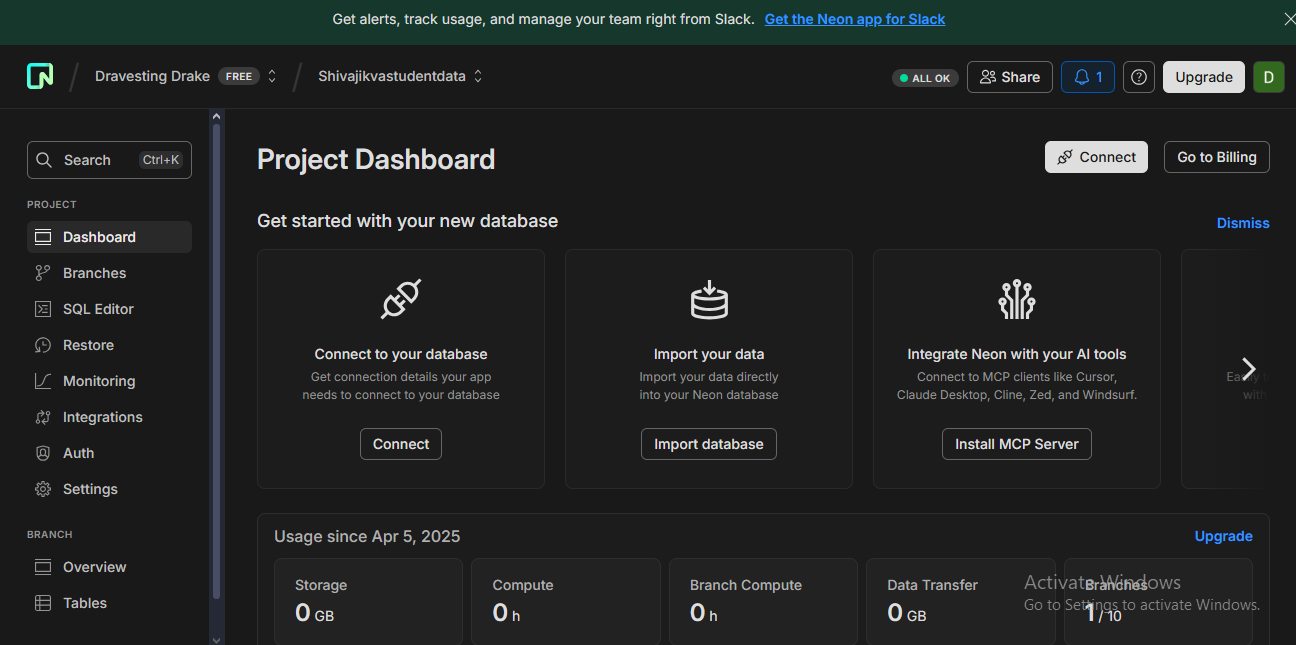 Get alerts, track usage, and manage your team right from Slack. Get the Neon app for Slack
Dravesting Drake FREE Shivajikvastudentdata ALL OK Share 1 Upgrade D
Search Ctrl+K
PROJECT
Dashboard
Branches
SQL Editor
Restore
Monitoring
Integrations
Auth
Settings
BRANCH
Overview
Tables
Project Dashboard Connect Go to Billing
Get started with your new database Dismiss
Connect to your database
Get connection details your app
needs to connect to your database
Connect
Import your data
Import your data directly
into your Neon database
Import database
Integrate Neon with your AI tools
Connect to MCP clients like Cursor,
Claude Desktop, Cline, Zed, and Windsurf.
Install MCP Server
Usage since Apr 5, 2025 Upgrade
Storage
0 GB
Compute
0 h
Branch Compute
0 h
Data Transfer
0 GB
Branches
1 / 10
Activate Windows
Go to Settings to activate Windows.